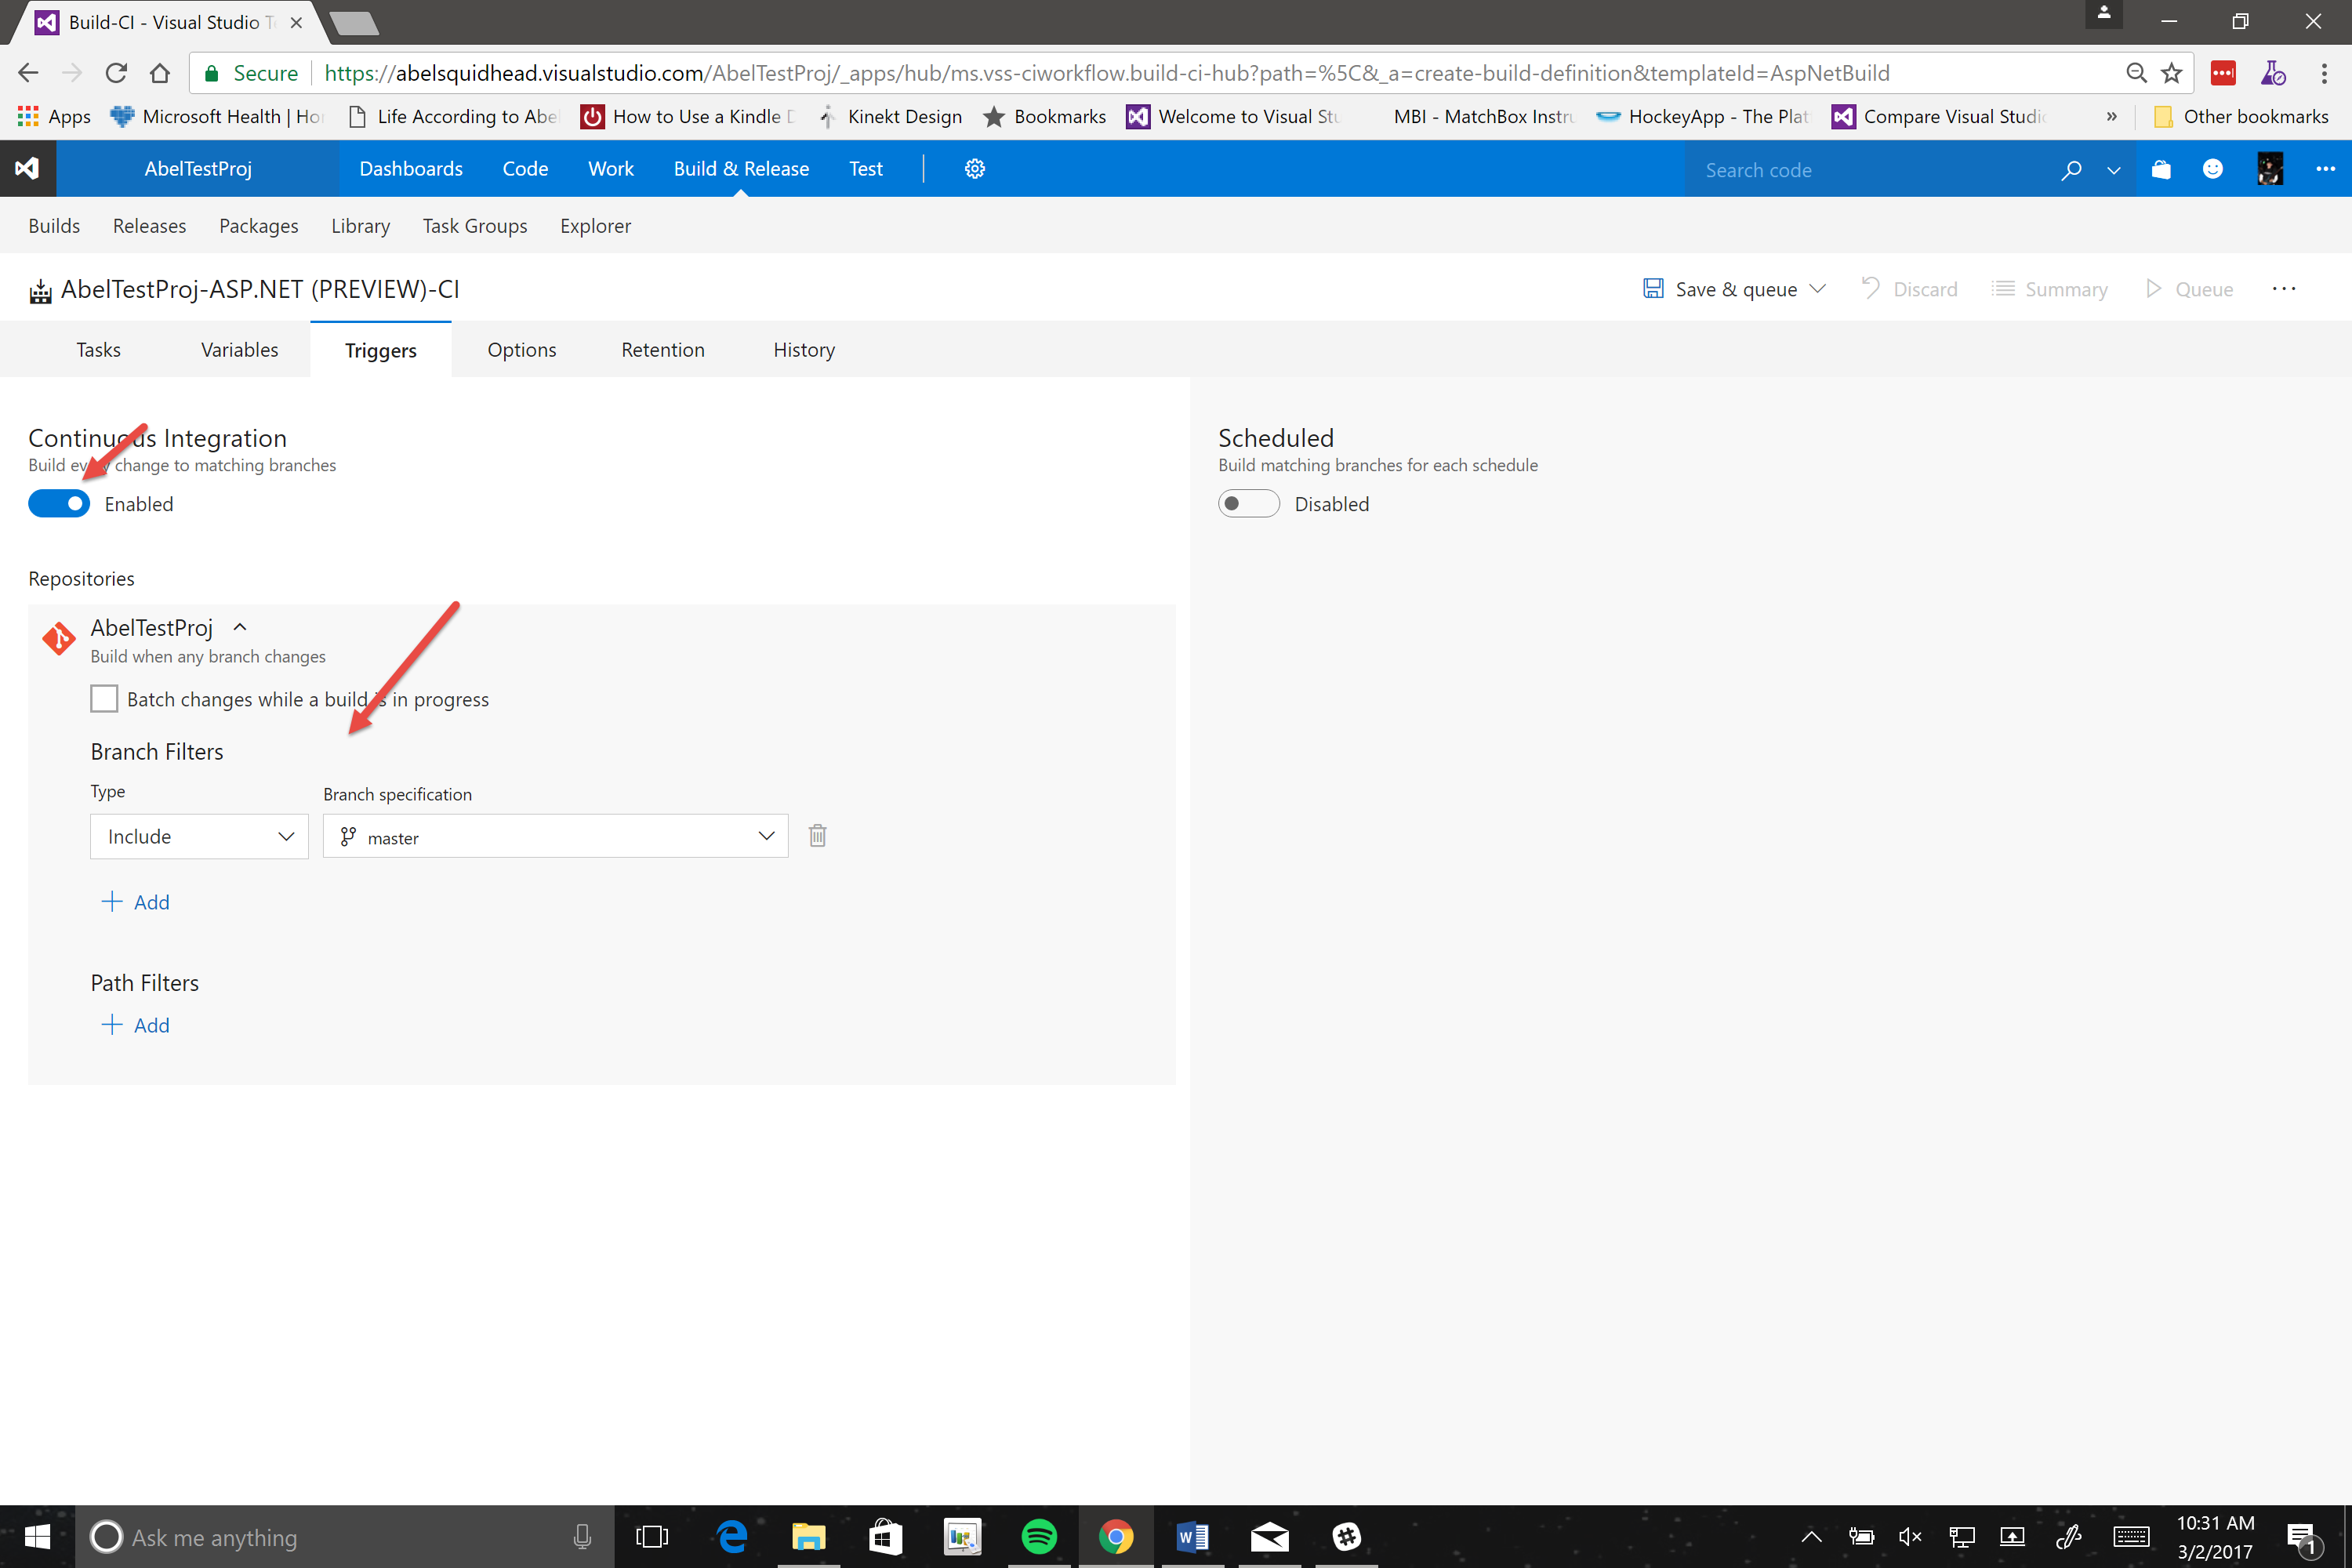 Build-CI - Visual Studio T
Secure https://abelsquidhead.visualstudio.com/AbelTestProj/_apps/hub/ms.vss-ciworkflow.build-ci-hub?path=%5C&_a=create-build-definition&templateId=AspNetBuild
Apps Microsoft Health | Ho Life According to Abe How to Use a Kindle D Kinekt Design Bookmarks Welcome to Visual Stu MBI - MatchBox Instru HockeyApp - The Plat Compare Visual Studi » Other bookmarks
AbelTestProj Dashboards Code Work Build & Release Test Search code
Builds Releases Packages Library Task Groups Explorer
AbelTestProj-ASP.NET (PREVIEW)-CI Save & queue Discard Summary Queue
Tasks Variables Triggers Options Retention History
Continuous Integration
Build every change to matching branches
Enabled
Scheduled
Build matching branches for each schedule
Disabled
Repositories
AbelTestProj
Build when any branch changes
Batch changes while a build is in progress
Branch Filters
Type Branch specification
Include master
+ Add
Path Filters
+ Add
Ask me anything
10:31 AM
3/2/2017
1